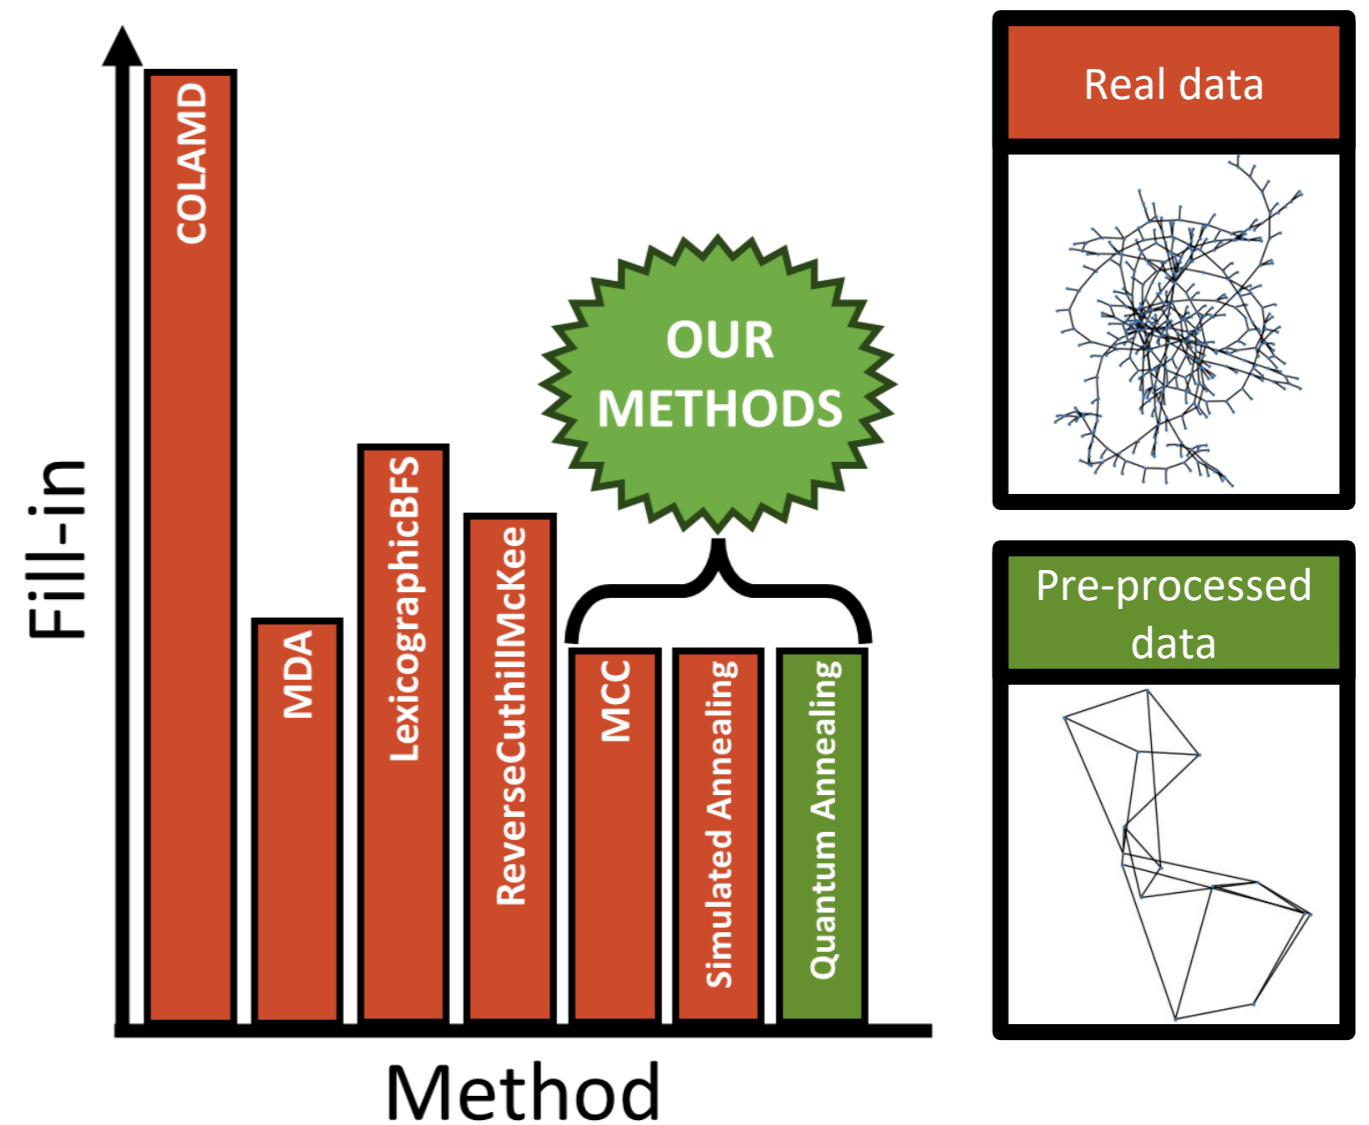 Fill-in
COLAMD
MDA
LexicographicBFS
ReverseCuthillMcKee
MCC
Simulated Annealing
Quantum Annealing
OUR
METHODS
Method
Real data
Pre-processed
data